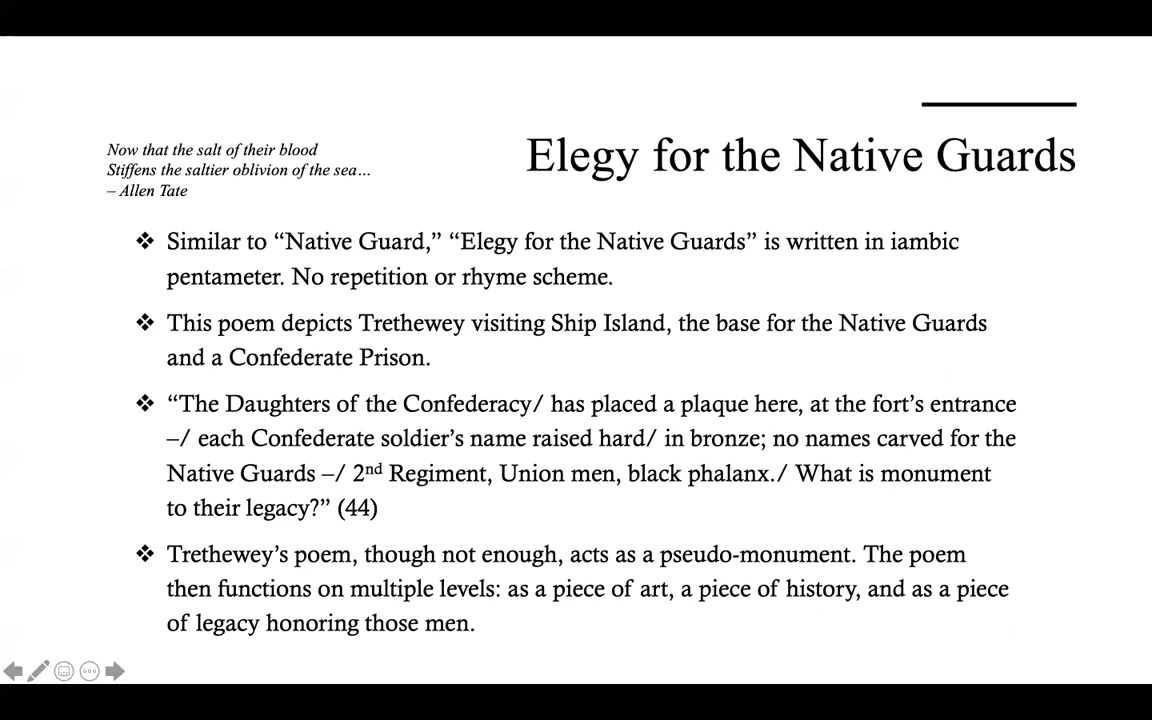 Now that the salt of their blood
Stiffens the saltier oblivion of the sea…
– Allen Tate
Elegy for the Native Guards
❖ Similar to “Native Guard,” “Elegy for the Native Guards” is written in iambic
pentameter. No repetition or rhyme scheme.
❖ This poem depicts Trethewey visiting Ship Island, the base for the Native Guards
and a Confederate Prison.
❖ “The Daughters of the Confederacy/ has placed a plaque here, at the fort’s entrance
–/ each Confederate soldier’s name raised hard/ in bronze; no names carved for the
Native Guards –/ 2nd Regiment, Union men, black phalanx./ What is monument
to their legacy?” (44)
❖ Trethewey’s poem, though not enough, acts as a pseudo-monument. The poem
then functions on multiple levels: as a piece of art, a piece of history, and as a piece
of legacy honoring those men.